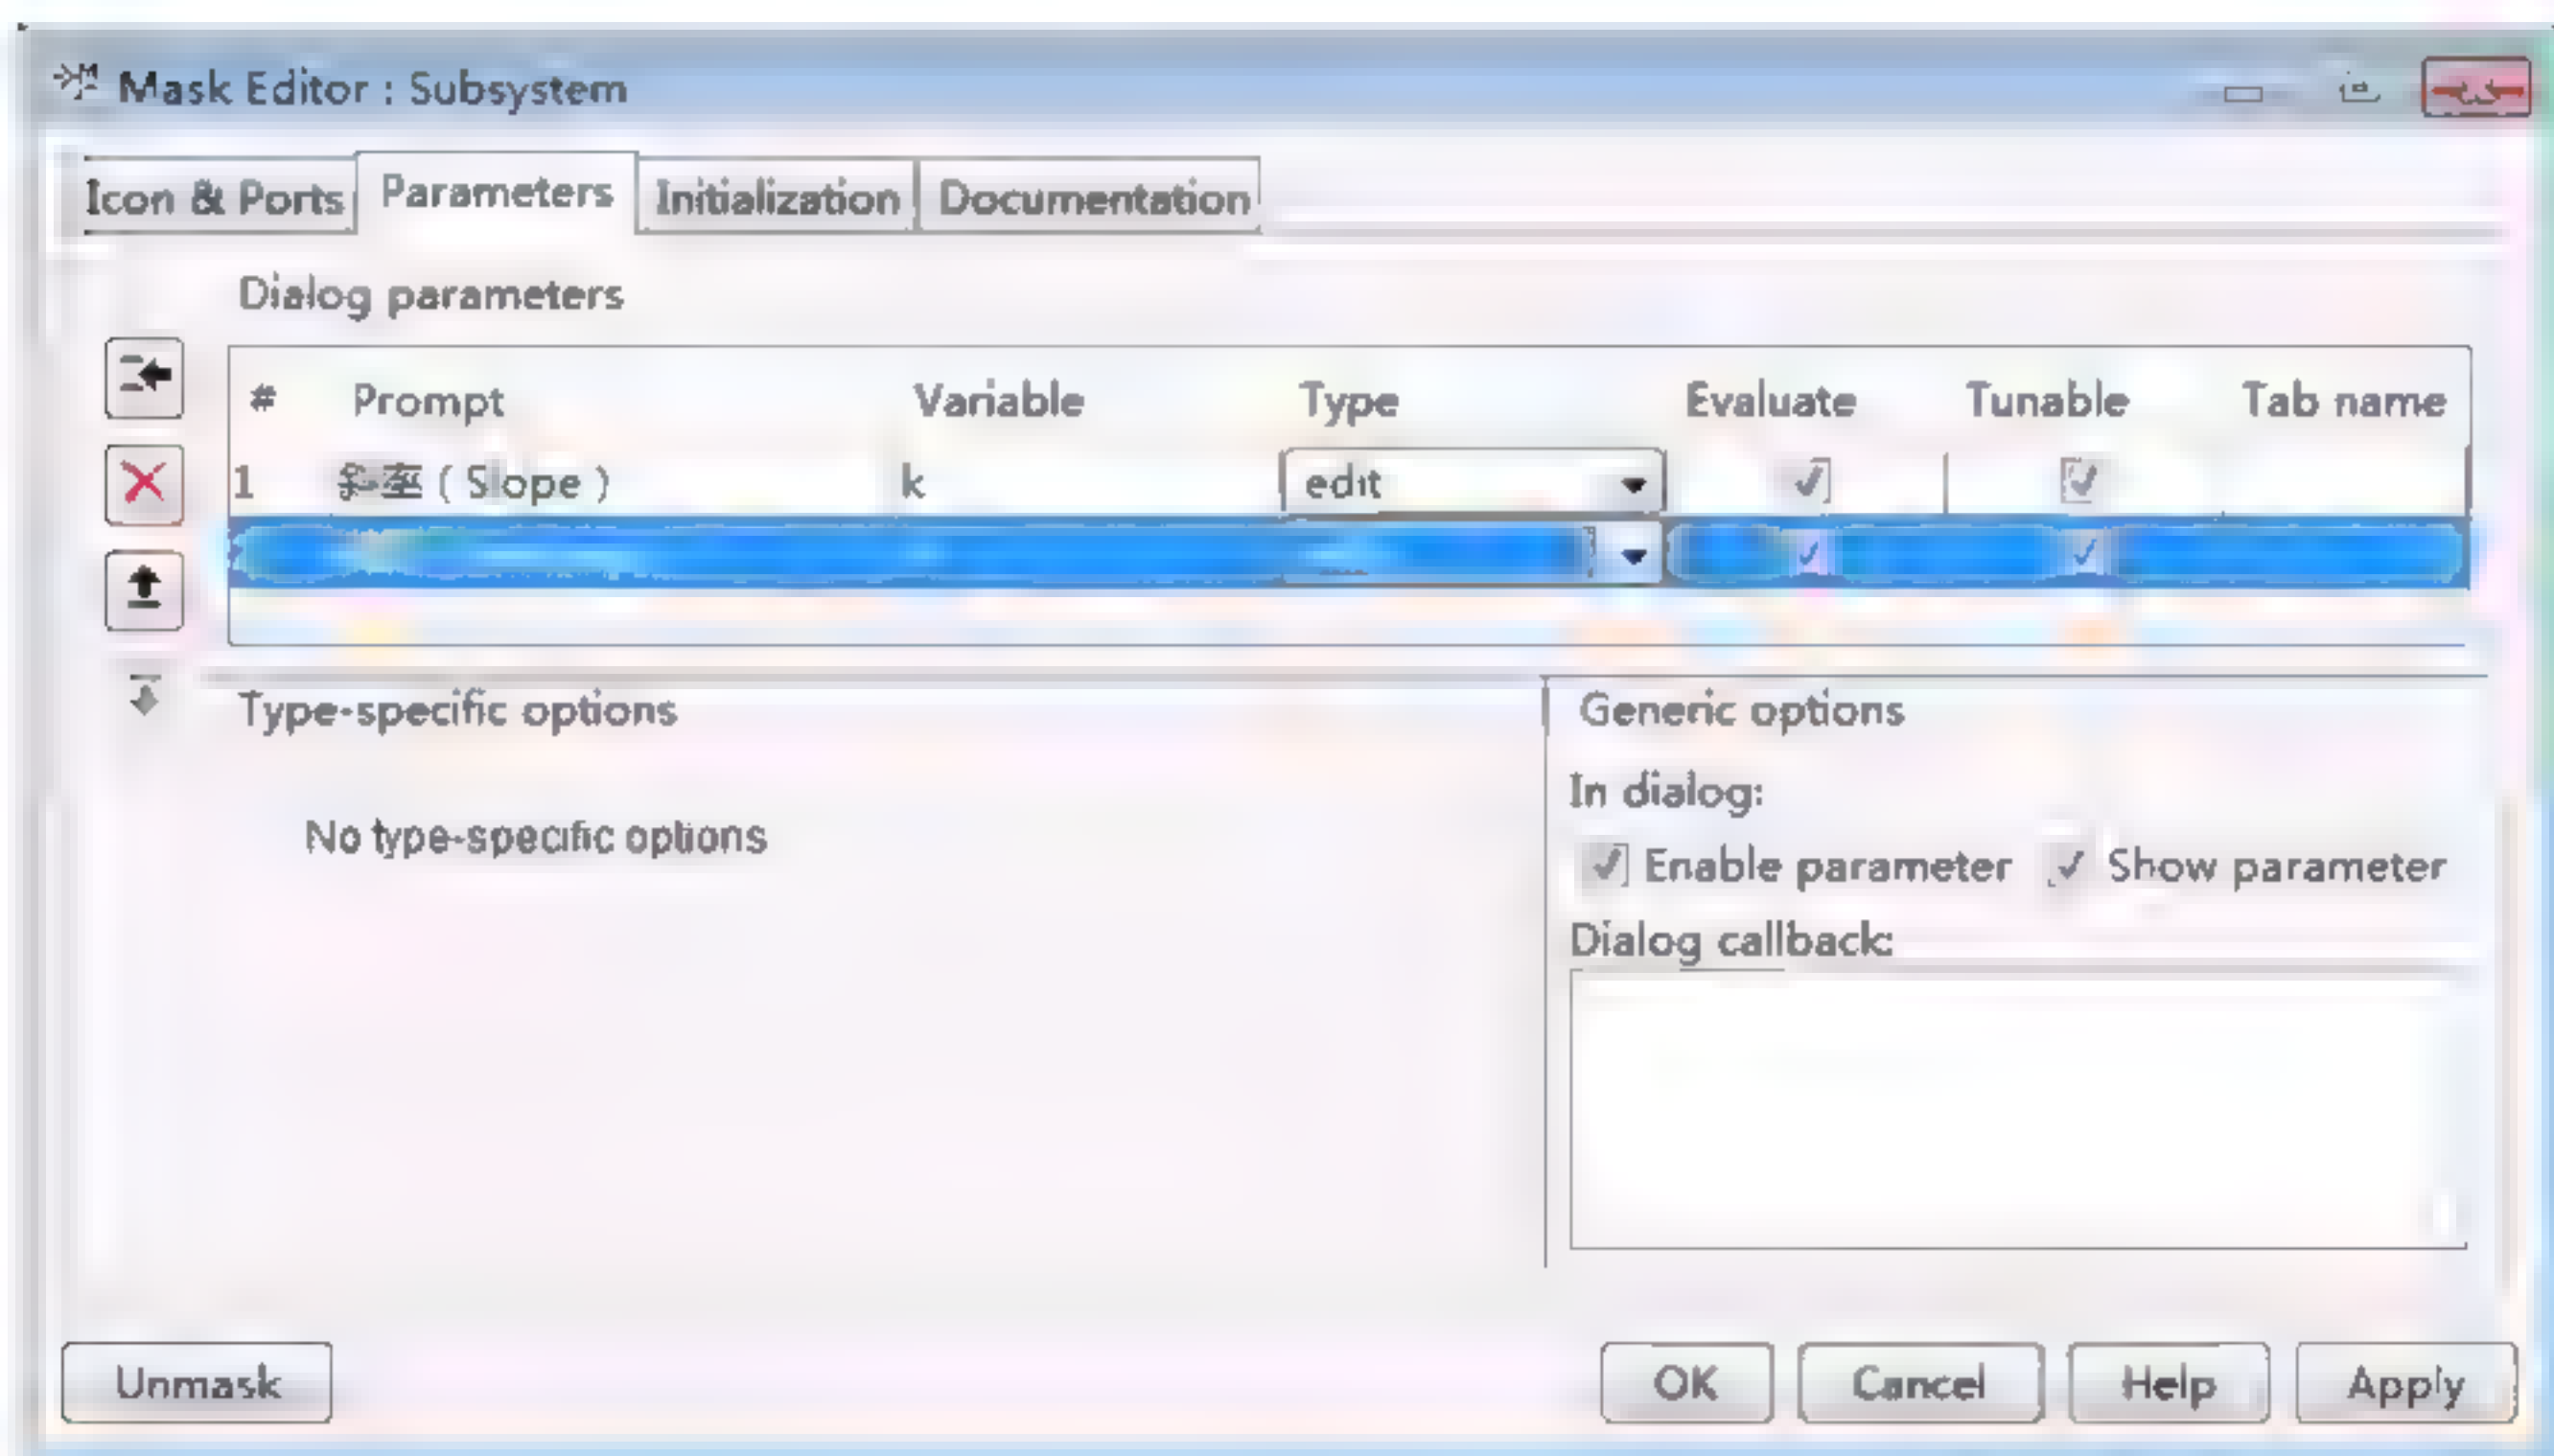 Mask Editor : Subsystem
Icon & Ports Parameters Initialization Documentation
Dialog parameters
# Prompt Variable Type Evaluate Tunable Tab name
1 ( Slope ) k edit
Type-specific options
Generic options
No type-specific options
In dialog:
Enable parameter Show parameter
Dialog callback:
Unmask OK Cancel Help Apply